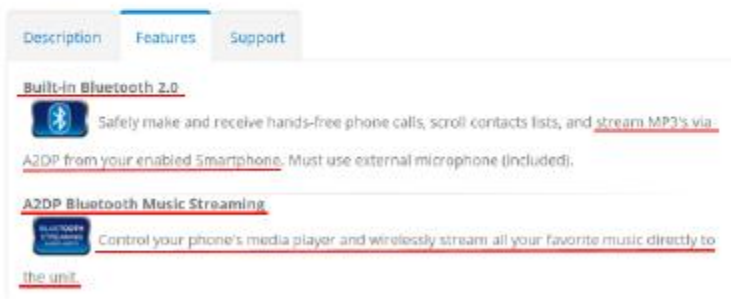 Description Features Support
Built-in Bluetooth 2.0
Safely make and receive hands-free phone calls, scroll contacts lists, and stream MP3's via
A2DP from your enabled Smartphone. Must use external microphone (included).
A2DP Bluetooth Music Streaming
BLUETOOTH
STREAMING
Control your phone's media player and wirelessly stream all your favorite music directly to
the unit.